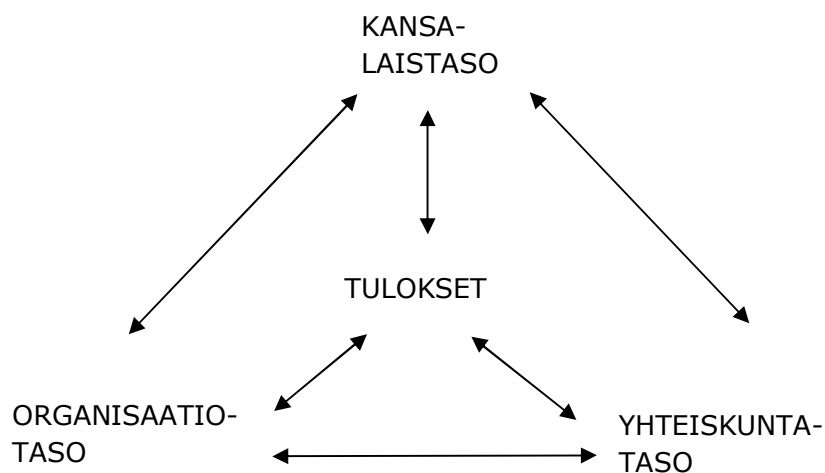 KANSA-
LAISTASO
TULOKSET
ORGANISAATIO-
TASO
YHTEISKUNTA-
TASO